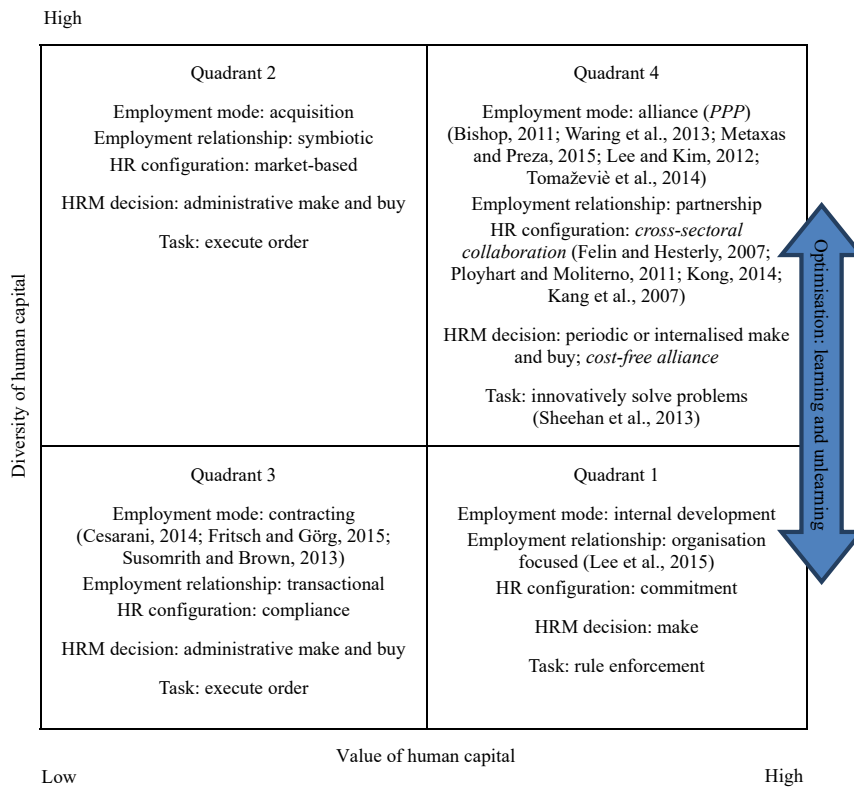 High
Quadrant 2
Employment mode: acquisition
Employment relationship: symbiotic
HR configuration: market-based
HRM decision: administrative make and buy
Task: execute order
Quadrant 4
Employment mode: alliance (PPP)
(Bishop, 2011; Waring et al., 2013; Metaxas
and Preza, 2015; Lee and Kim, 2012;
Tomaževiè et al., 2014)
Employment relationship: partnership
HR configuration: cross-sectoral
collaboration (Felin and Hesterly, 2007;
Ployhart and Moliterno, 2011; Kong, 2014;
Kang et al., 2007)
HRM decision: periodic or internalised make
and buy; cost-free alliance
Task: innovatively solve problems
(Sheehan et al., 2013)
Diversity of human capital
Optimisation: learning and unlearning
Quadrant 3
Employment mode: contracting
(Cesarani, 2014; Fritsch and Görg, 2015;
Susomrith and Brown, 2013)
Employment relationship: transactional
HR configuration: compliance
HRM decision: administrative make and buy
Task: execute order
Quadrant 1
Employment mode: internal development
Employment relationship: organisation
focused (Lee et al., 2015)
HR configuration: commitment
HRM decision: make
Task: rule enforcement
Value of human capital
Low
High